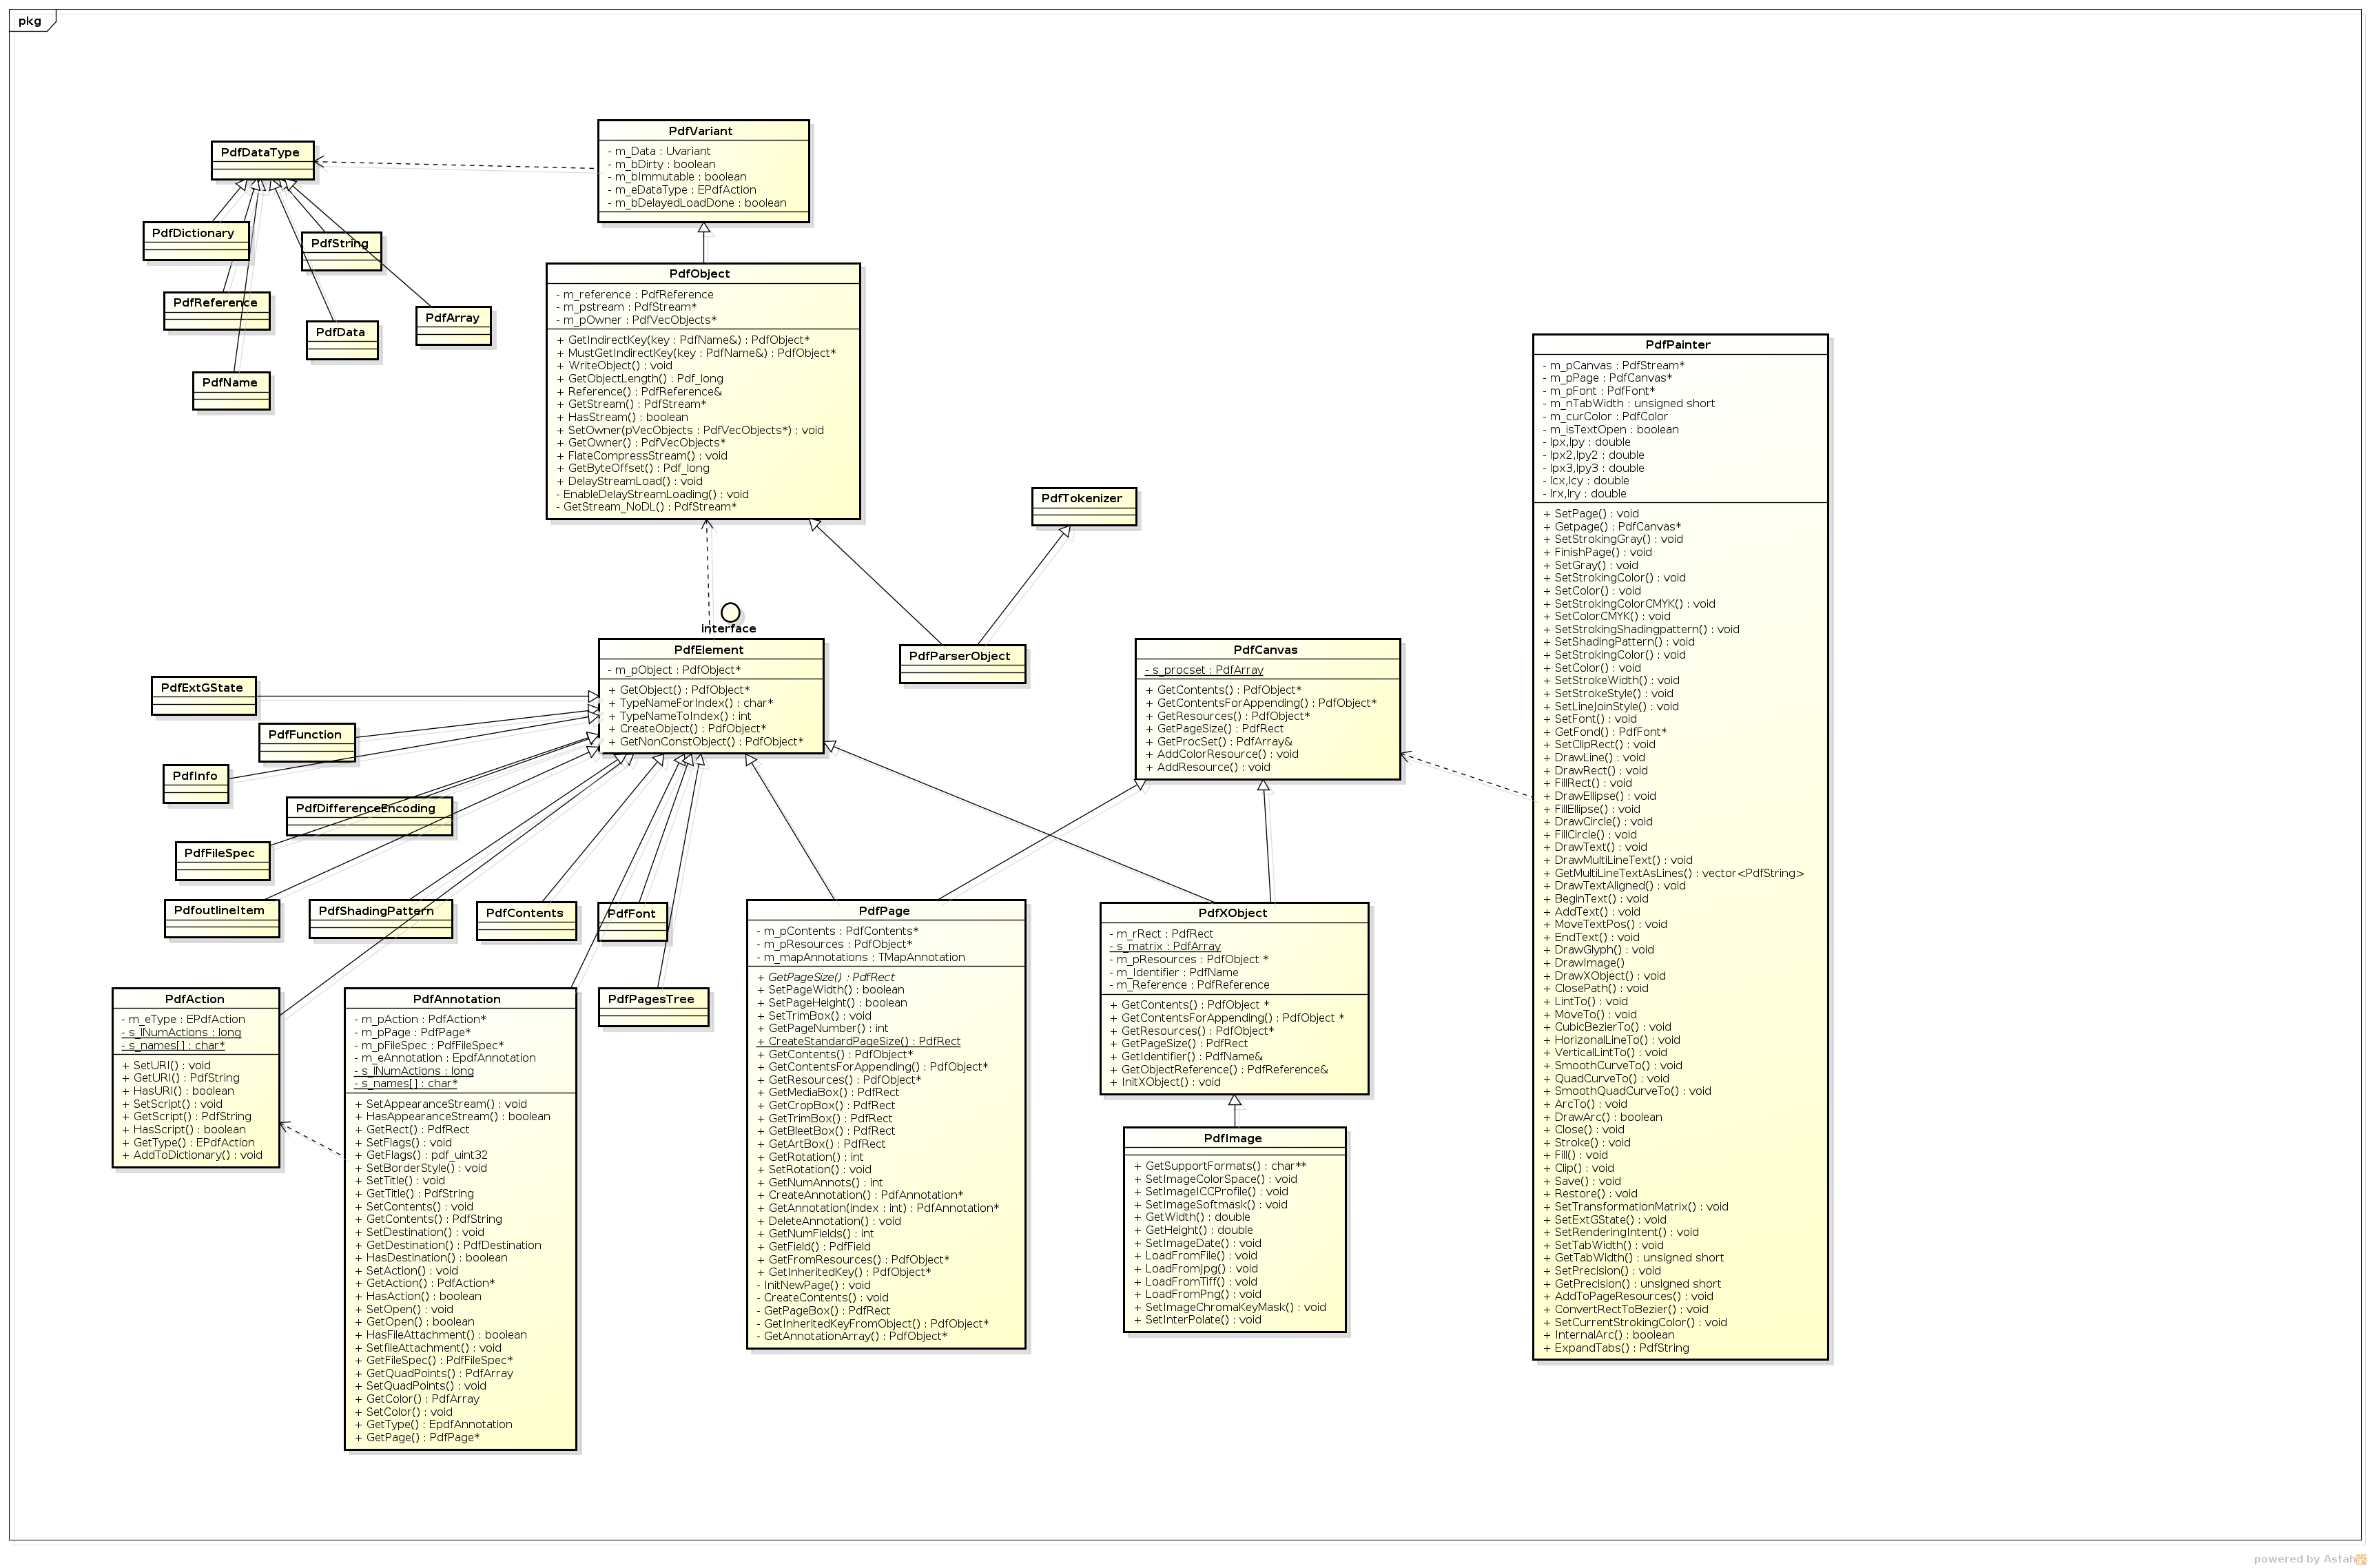 pkg
PdfDataType
PdfDictionary
PdfString
PdfReference
PdfData
PdfArray
PdfName
PdfVariant
- m_Data : Uvariant
- m_bDirty : boolean
- m_bImmutable : boolean
- m_eDataType : EPdfAction
- m_bDelayedLoadDone : boolean
PdfObject
- m_reference : PdfReference
- m_pstream : PdfStream*
- m_pOwner : PdfVecObjects*
+ GetIndirectKey(key : PdfName&) : PdfObject*
+ MustGetIndirectKey(key : PdfName&) : PdfObject*
+ WriteObject() : void
+ GetObjectLength() : Pdf_long
+ Reference() : PdfReference&
+ GetStream() : PdfStream*
+ HasStream() : boolean
+ SetOwner(pVecObjects : PdfVecObjects*) : void
+ GetOwner() : PdfVecObjects*
+ FlateCompressStream() : void
+ GetByteOffset() : Pdf_long
+ DelayStreamLoad() : void
- EnableDelayStreamLoading() : void
- GetStream_NoDL() : PdfStream*
PdfTokenizer
PdfParserObject
interface
PdfElement
- m_pObject : PdfObject*
+ GetObject() : PdfObject*
+ TypeNameForIndex() : char*
+ TypeNameToIndex() : int
+ CreateObject() : PdfObject*
+ GetNonConstObject() : PdfObject*
PdfCanvas
- s_procset : PdfArray
+ GetContents() : PdfObject*
+ GetContentsForAppending() : PdfObject*
+ GetResources() : PdfObject*
+ GetPageSize() : PdfRect
+ GetProcSet() : PdfArray&
+ AddColorResource() : void
+ AddResource() : void
PdfPainter
- m_pCanvas : PdfStream*
- m_pPage : PdfCanvas*
- m_pFont : PdfFont*
- m_nTabWidth : unsigned short
- m_curColor : PdfColor
- m_isTextOpen : boolean
- lpx,lpy : double
- lpx2,lpy2 : double
- lpx3,lpy3 : double
- lcx,lcy : double
- lrx,lry : double
+ SetPage() : void
+ Getpage() : PdfCanvas*
+ SetStrokingGray() : void
+ FinishPage() : void
+ SetGray() : void
+ SetStrokingColor() : void
+ SetColor() : void
+ SetStrokingColorCMYK() : void
+ SetColorCMYK() : void
+ SetStrokingShadingpattern() : void
+ SetShadingPattern() : void
+ SetStrokingColor() : void
+ SetColor() : void
+ SetStrokeWidth() : void
+ SetStrokeStyle() : void
+ SetLineJoinStyle() : void
+ SetFont() : void
+ GetFond() : PdfFont*
+ SetClipRect() : void
+ DrawLine() : void
+ DrawRect() : void
+ FillRect() : void
+ DrawEllipse() : void
+ FillEllipse() : void
+ DrawCircle() : void
+ FillCircle() : void
+ DrawText() : void
+ DrawMultiLineText() : void
+ GetMultiLineTextAsLines() : vector<PdfString>
+ DrawTextAligned() : void
+ BeginText() : void
+ AddText() : void
+ MoveTextPos() : void
+ EndText() : void
+ DrawGlyph() : void
+ DrawImage()
+ DrawXObject() : void
+ ClosePath() : void
+ LintTo() : void
+ MoveTo() : void
+ CubicBezierTo() : void
+ HorizonalLineTo() : void
+ VerticalLintTo() : void
+ SmoothCurveTo() : void
+ QuadCurveTo() : void
+ SmoothQuadCurveTo() : void
+ ArcTo() : void
+ DrawArc() : boolean
+ Close() : void
+ Stroke() : void
+ Fill() : void
+ Clip() : void
+ Save() : void
+ Restore() : void
+ SetTransformationMatrix() : void
+ SetExtGState() : void
+ SetRenderingIntent() : void
+ SetTabWidth() : void
+ GetTabWidth() : unsigned short
+ SetPrecision() : void
+ GetPrecision() : unsigned short
+ AddToPageResources() : void
+ ConvertRectToBezier() : void
+ SetCurrentStrokingColor() : void
+ InternalArc() : boolean
+ ExpandTabs() : PdfString
PdfExtGState
PdfFunction
PdfInfo
PdfDifferenceEncoding
PdfFileSpec
PdfoutlineItem
PdfShadingPattern
PdfContents
PdfFont
PdfPagesTree
PdfAction
- m_eType : EPdfAction
- s_lNumActions : long
- s_names[] : char*
+ SetURI() : void
+ GetURI() : PdfString
+ HasURI() : boolean
+ SetScript() : void
+ GetScript() : PdfString
+ HasScript() : boolean
+ GetType() : EPdfAction
+ AddToDictionary() : void
PdfAnnotation
- m_pAction : PdfAction*
- m_pPage : PdfPage*
- m_pFileSpec : PdfFileSpec*
- m_eAnnotation : EpdfAnnotation
- s_lNumActions : long
- s_names[] : char*
+ SetAppearanceStream() : void
+ HasAppearanceStream() : boolean
+ GetRect() : PdfRect
+ SetFlags() : void
+ GetFlags() : pdf_uint32
+ SetBorderStyle() : void
+ SetTitle() : void
+ GetTitle() : PdfString
+ SetContents() : void
+ GetContents() : PdfString
+ SetDestination() : void
+ GetDestination() : PdfDestination
+ HasDestination() : boolean
+ SetAction() : void
+ GetAction() : PdfAction*
+ HasAction() : boolean
+ SetOpen() : void
+ GetOpen() : boolean
+ HasFileAttachment() : boolean
+ SetfileAttachment() : void
+ GetFileSpec() : PdfFileSpec*
+ GetQuadPoints() : PdfArray
+ SetQuadPoints() : void
+ GetColor() : PdfArray
+ SetColor() : void
+ GetType() : EpdfAnnotation
+ GetPage() : PdfPage*
PdfPage
- m_pContents : PdfContents*
- m_pResources : PdfObject*
- m_mapAnnotations : TMapAnnotation
+ GetPageSize() : PdfRect
+ SetPageWidth() : boolean
+ SetPageHeight() : boolean
+ SetTrimBox() : void
+ GetPageNumber() : int
+ CreateStandardPageSize() : PdfRect
+ GetContents() : PdfObject*
+ GetContentsForAppending() : PdfObject*
+ GetResources() : PdfObject*
+ GetMediaBox() : PdfRect
+ GetCropBox() : PdfRect
+ GetTrimBox() : PdfRect
+ GetBleetBox() : PdfRect
+ GetArtBox() : PdfRect
+ GetRotation() : int
+ SetRotation() : void
+ GetNumAnnots() : int
+ CreateAnnotation() : PdfAnnotation*
+ GetAnnotation(index : int) : PdfAnnotation*
+ DeleteAnnotation() : void
+ GetNumFields() : int
+ GetField() : PdfField
+ GetFromResources() : PdfObject*
+ GetInheritedKey() : PdfObject*
- InitNewPage() : void
- CreateContents() : void
- GetPageBox() : PdfRect
- GetInheritedKeyFromObject() : PdfObject*
- GetAnnotationArray() : PdfObject*
PdfXObject
- m_rRect : PdfRect
- s_matrix : PdfArray
- m_pResources : PdfObject *
- m_Identifier : PdfName
- m_Reference : PdfReference
+ GetContents() : PdfObject *
+ GetContentsForAppending() : PdfObject *
+ GetResources() : PdfObject*
+ GetPageSize() : PdfRect
+ GetIdentifier() : PdfName&
+ GetObjectReference() : PdfReference&
+ InitXObject() : void
PdfImage
+ GetSupportFormats() : char**
+ SetImageColorSpace() : void
+ SetImageICCProfile() : void
+ SetImageSoftmask() : void
+ GetWidth() : double
+ GetHeight() : double
+ SetImageDate() : void
+ LoadFromFile() : void
+ LoadFromJpg() : void
+ LoadFromTiff() : void
+ LoadFromPng() : void
+ SetImageChromaKeyMask() : void
+ SetInterPolate() : void
powered by Astah